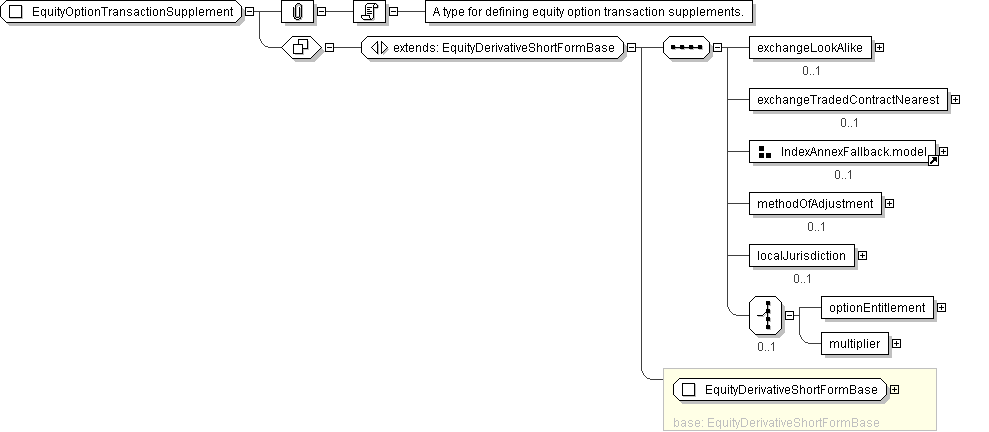 EquityOptionTransactionSupplement
A type for defining equity option transaction supplements.
extends: EquityDerivativeShortFormBase
exchangeLookAlike
0..1
exchangeTradedContractNearest
0..1
IndexAnnexFallback.model
0..1
methodOfAdjustment
0..1
localJurisdiction
0..1
optionEntitlement
0..1
multiplier
EquityDerivativeShortFormBase
base: EquityDerivativeShortFormBase